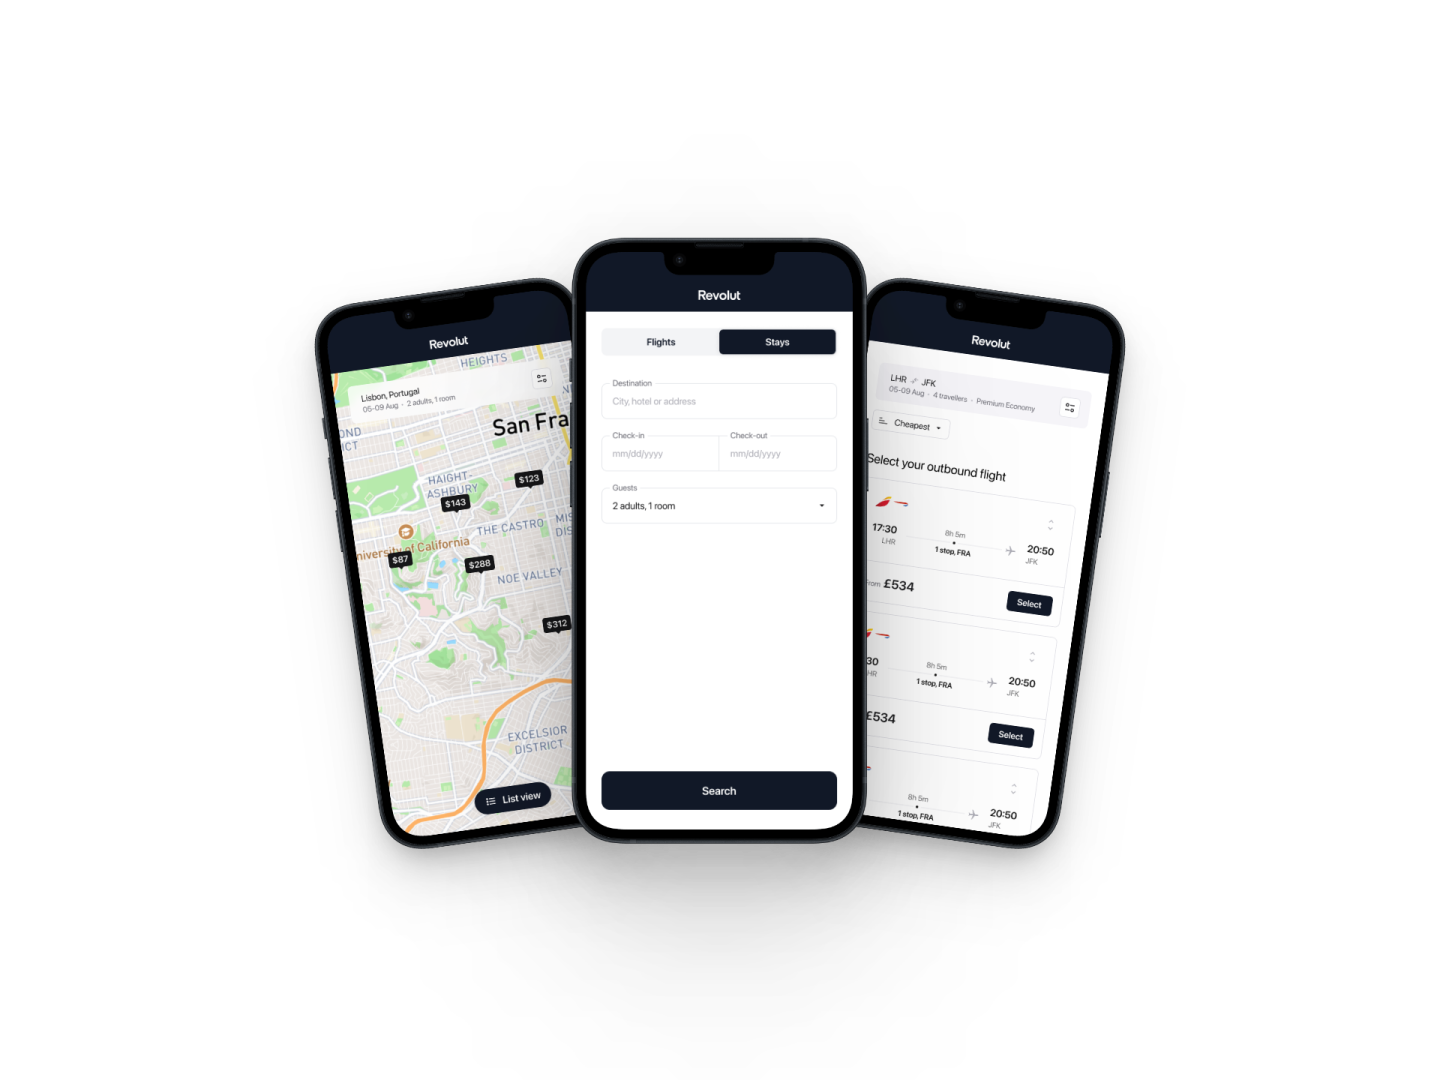 Revolut
HEIGHTS
Lisbon, Portugal
05-09 Aug · 2 adults, 1 room
OND
ICT
San Fra
HAIGHT-
ASHBURY
$123
$143
THE CASTRO
MIS
DIS
niversity of California
$87
$288
NOE VALLEY
$312
EXCELSIOR
DISTRICT
List view
Revolut
Flights
Stays
Destination
City, hotel or address
Check-in
Check-out
mm/dd/yyyy
mm/dd/yyyy
Guests
2 adults, 1 room
Search
Revolut
LHR JFK
05-09 Aug · 4 travellers · Premium Economy
Cheapest
Select your outbound flight
17:30
LHR
8h 5m
1 stop, FRA
20:50
JFK
From £534
Select
30
HR
8h 5m
1 stop, FRA
20:50
JFK
£534
Select
8h 5m
1 stop, FRA
20:50
JFK